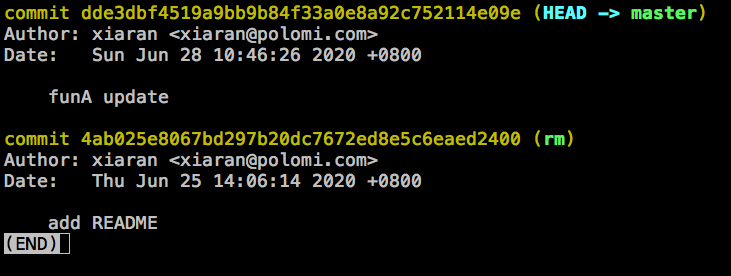 commit dde3dbf4519a9bb9b84f33a0e8a92c752114e09e (HEAD -> master)
Author: xiaran <xiaran@polomi.com>
Date:   Sun Jun 28 10:46:26 2020 +0800
funA update
commit 4ab025e8067bd297b20dc7672ed8e5c6eaed2400 (rm)
Author: xiaran <xiaran@polomi.com>
Date:   Thu Jun 25 14:06:14 2020 +0800
add README
(END)